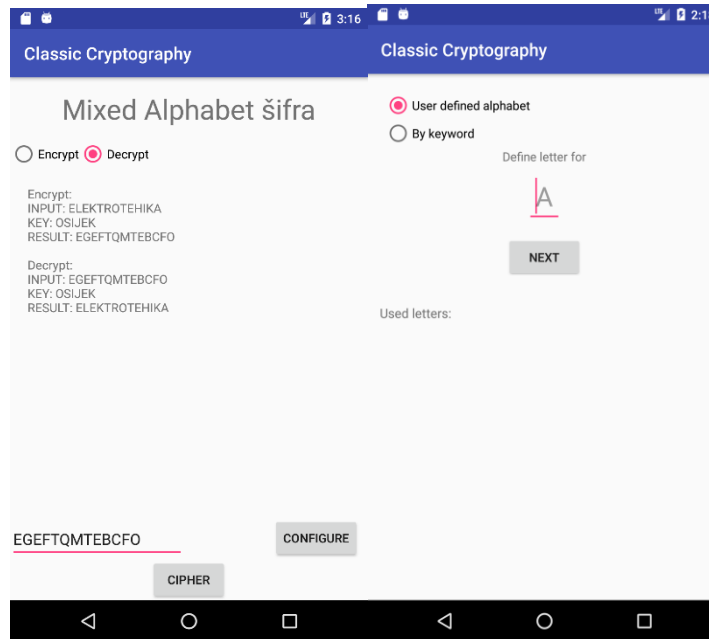 3:16
Classic Cryptography
Mixed Alphabet šifra
Encrypt Decrypt
Encrypt:
INPUT: ELEKTROTEHIKA
KEY: OSIJEK
RESULT: EGEFTQMTEBCFO
Decrypt:
INPUT: EGEFTQMTEBCFO
KEY: OSIJEK
RESULT: ELEKTROTEHIKA
EGEFTQMTEBCFO
CONFIGURE
CIPHER
LTE
Classic Cryptography
User defined alphabet
By keyword
Define letter for
A
NEXT
Used letters: